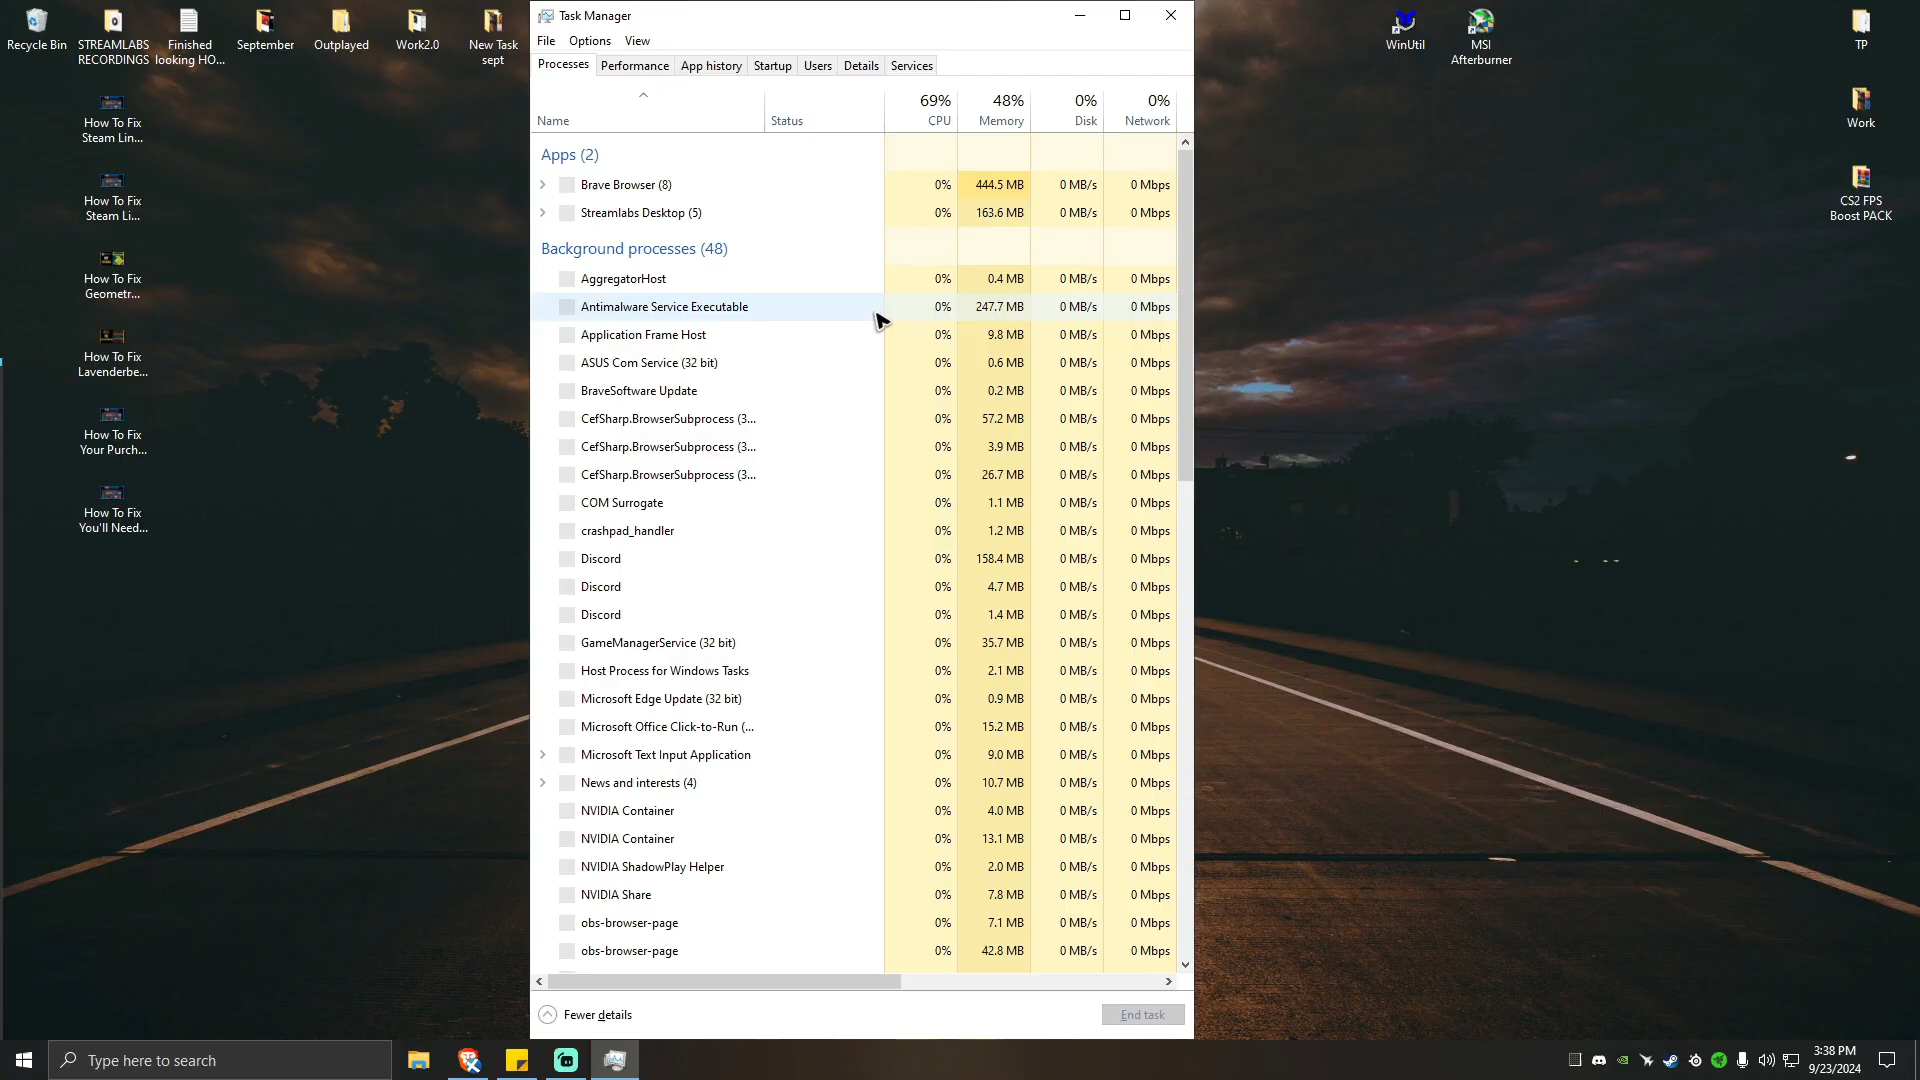 Recycle Bin
STREAMLABS
RECORDINGS
Finished
looking HO...
September
Outplayed
Work2.0
New Task
sept
How To Fix
Steam Lin...
How To Fix
Steam Li...
How To Fix
Geometr...
How To Fix
Lavenderbe...
How To Fix
Your Purch...
How To Fix
You'll Need...
Task Manager
File Options View
Processes Performance App history Startup Users Details Services
69% 48% 0% 0%
Name Status CPU Memory Disk Network
Apps (2)
Brave Browser (8) 0% 444.5 MB 0 MB/s 0 Mbps
Streamlabs Desktop (5) 0% 163.6 MB 0 MB/s 0 Mbps
Background processes (48)
AggregatorHost 0% 0.4 MB 0 MB/s 0 Mbps
Antimalware Service Executable 0% 247.7 MB 0 MB/s 0 Mbps
Application Frame Host 0% 9.8 MB 0 MB/s 0 Mbps
ASUS Com Service (32 bit) 0% 0.6 MB 0 MB/s 0 Mbps
BraveSoftware Update 0% 0.2 MB 0 MB/s 0 Mbps
CefSharp.BrowserSubprocess (3... 0% 57.2 MB 0 MB/s 0 Mbps
CefSharp.BrowserSubprocess (3... 0% 3.9 MB 0 MB/s 0 Mbps
CefSharp.BrowserSubprocess (3... 0% 26.7 MB 0 MB/s 0 Mbps
COM Surrogate 0% 1.1 MB 0 MB/s 0 Mbps
crashpad_handler 0% 1.2 MB 0 MB/s 0 Mbps
Discord 0% 158.4 MB 0 MB/s 0 Mbps
Discord 0% 4.7 MB 0 MB/s 0 Mbps
Discord 0% 1.4 MB 0 MB/s 0 Mbps
GameManagerService (32 bit) 0% 35.7 MB 0 MB/s 0 Mbps
Host Process for Windows Tasks 0% 2.1 MB 0 MB/s 0 Mbps
Microsoft Edge Update (32 bit) 0% 0.9 MB 0 MB/s 0 Mbps
Microsoft Office Click-to-Run (... 0% 15.2 MB 0 MB/s 0 Mbps
Microsoft Text Input Application 0% 9.0 MB 0 MB/s 0 Mbps
News and interests (4) 0% 10.7 MB 0 MB/s 0 Mbps
NVIDIA Container 0% 4.0 MB 0 MB/s 0 Mbps
NVIDIA Container 0% 13.1 MB 0 MB/s 0 Mbps
NVIDIA ShadowPlay Helper 0% 2.0 MB 0 MB/s 0 Mbps
NVIDIA Share 0% 7.8 MB 0 MB/s 0 Mbps
obs-browser-page 0% 7.1 MB 0 MB/s 0 Mbps
obs-browser-page 0% 42.8 MB 0 MB/s 0 Mbps
Fewer details End task
WinUtil
MSI
Afterburner
TP
Work
CS2 FPS
Boost PACK
Type here to search
3:38 PM
9/23/2024